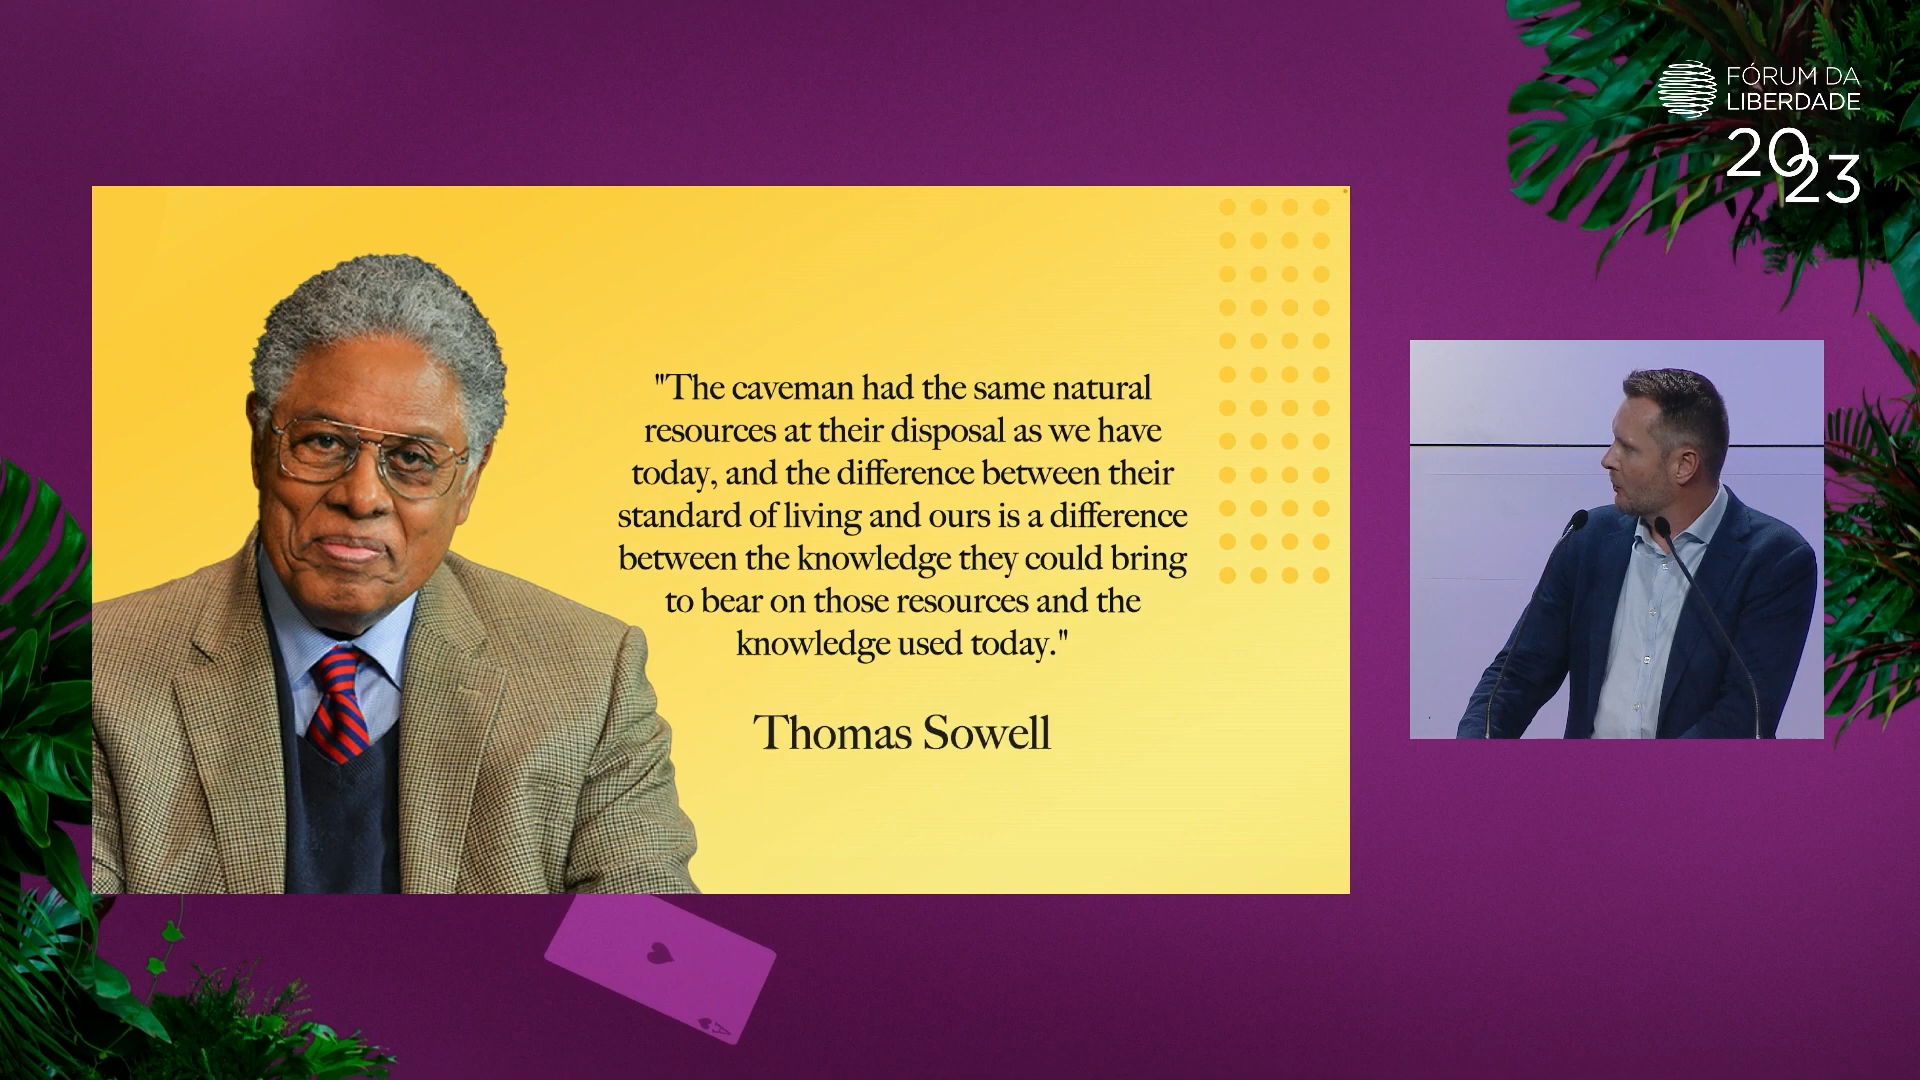 FÓRUM DA
LIBERDADE
2023
"The caveman had the same natural
resources at their disposal as we have
today, and the difference between their
standard of living and ours is a difference
between the knowledge they could bring
to bear on those resources and the
knowledge used today."
Thomas Sowell
A